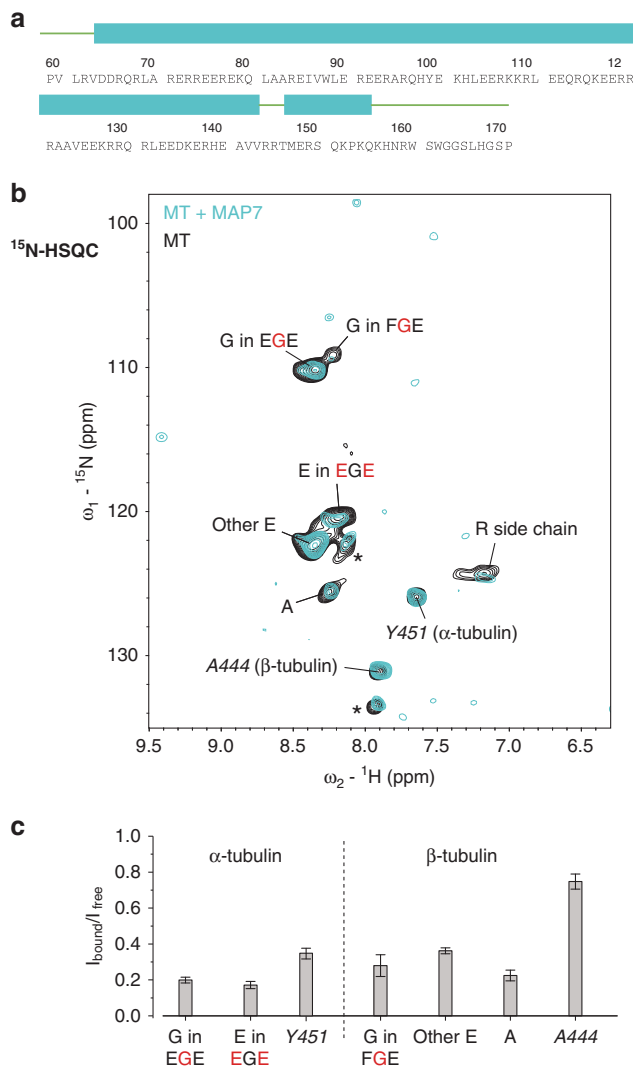 a
60 70 80 90 100 110 120
PV LRVDDRQRLA RERREEREKQ LAAREIVWLE REERARQHYE KHLEERKKRL EEQRQKEERR
130 140 150 160 170
RAAVEEKRRQ RLEEDKERHE AVVRRTMERS QKPKQKHNRW SWGGSLHGSP
b
MT + MAP7
MT
¹⁵N-HSQC
100
110
120
130
ω₁ - ¹⁵N (ppm)
G in EGE
G in FGE
E in EGE
Other E
*
R side chain
A
Y451 (α-tubulin)
A444 (β-tubulin)
*
9.5 9.0 8.5 8.0 7.5 7.0 6.5
ω₂ - ¹H (ppm)
c
1.0
0.8
0.6
0.4
0.2
0.0
I bound/I free
α-tubulin β-tubulin
G in E in Y451 G in Other E A A444
EGE EGE FGE